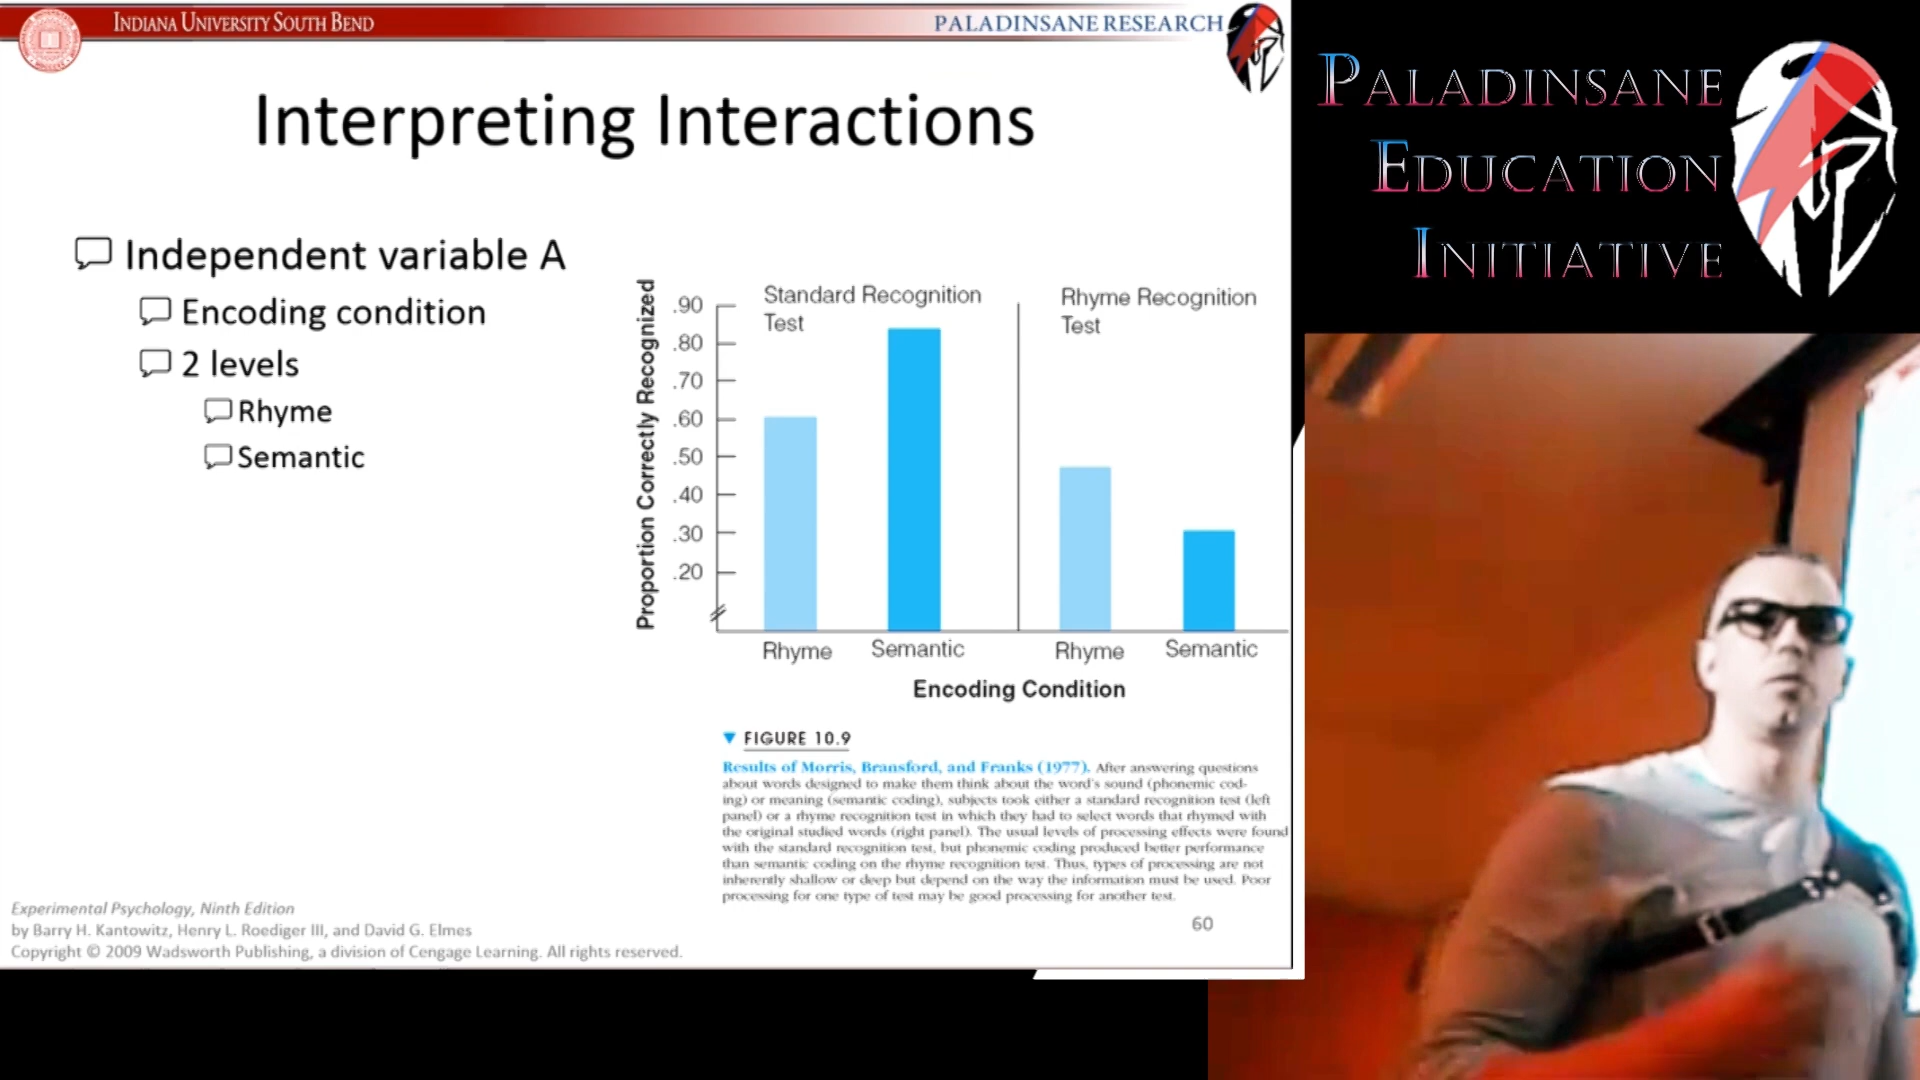 INDIANA UNIVERSITY SOUTH BEND
PALADINSANE RESEARCH
Interpreting Interactions
Independent variable A
Encoding condition
2 levels
Rhyme
Semantic
Proportion Correctly Recognized
.90
.80
.70
.60
.50
.40
.30
.20
Standard Recognition
Test
Rhyme Recognition
Test
Rhyme
Semantic
Rhyme
Semantic
Encoding Condition
▼ FIGURE 10.9
Results of Morris, Bransford, and Franks (1977). After answering questions
about words designed to make them think about the word's sound (phonemic cod-
ing) or meaning (semantic coding), subjects took either a standard recognition test (left
panel) or a rhyme recognition test in which they had to select words that rhymed with
the original studied words (right panel). The usual levels of processing effects were found
with the standard recognition test, but phonemic coding produced better performance
than semantic coding on the rhyme recognition test. Thus, types of processing are not
inherently shallow or deep but depend on the way the information must be used. Poor
processing for one type of test may be good processing for another test.
Experimental Psychology, Ninth Edition
by Barry H. Kantowitz, Henry L. Roediger III, and David G. Elmes
Copyright © 2009 Wadsworth Publishing, a division of Cengage Learning. All rights reserved.
60
PALADINSANE
EDUCATION
INITIATIVE